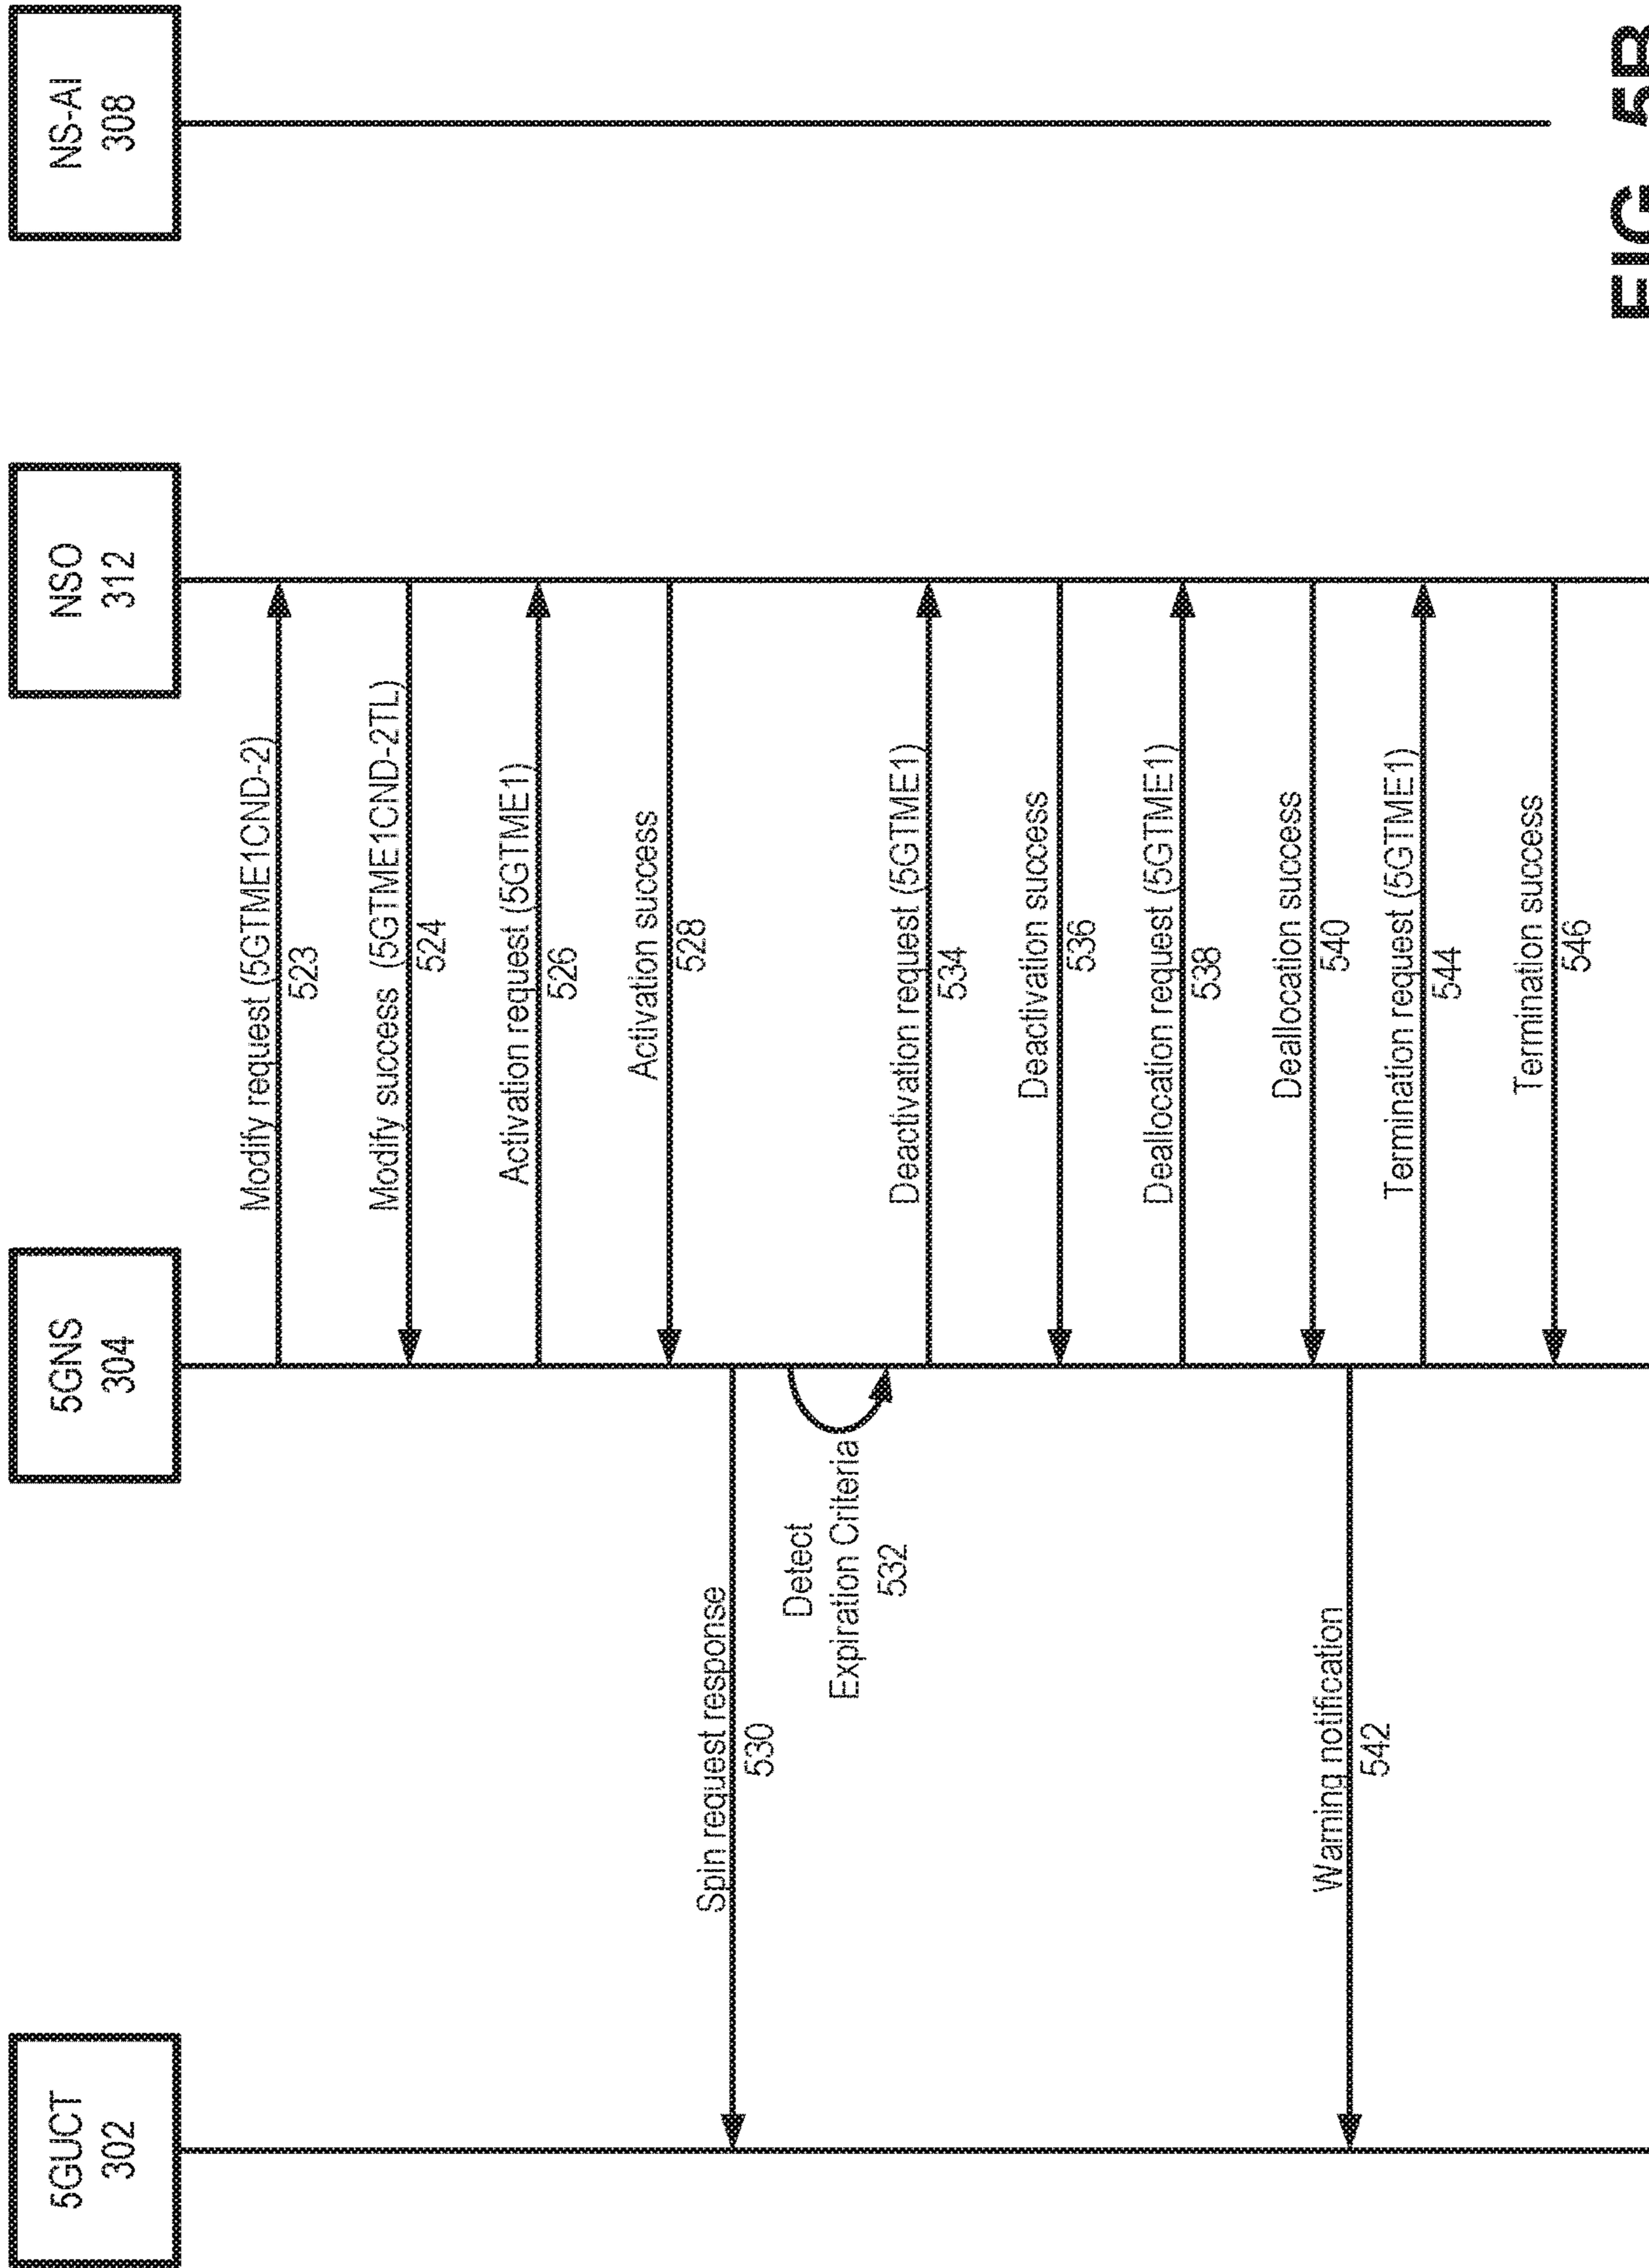 5GUCT
302
5GNS
304
NSO
312
NS-AI
308
Modify request (5GTME1CND-2)
523
Modify success (5GTME1CND-2TL)
524
Activation request (5GTME1)
526
Activation success
528
Spin request response
530
Detect
Expiration Criteria
532
Deactivation request (5GTME1)
534
Deactivation success
536
Deallocation request (5GTME1)
538
Deallocation success
540
Warning notification
542
Termination request (5GTME1)
544
Termination success
546
FIG. 5B